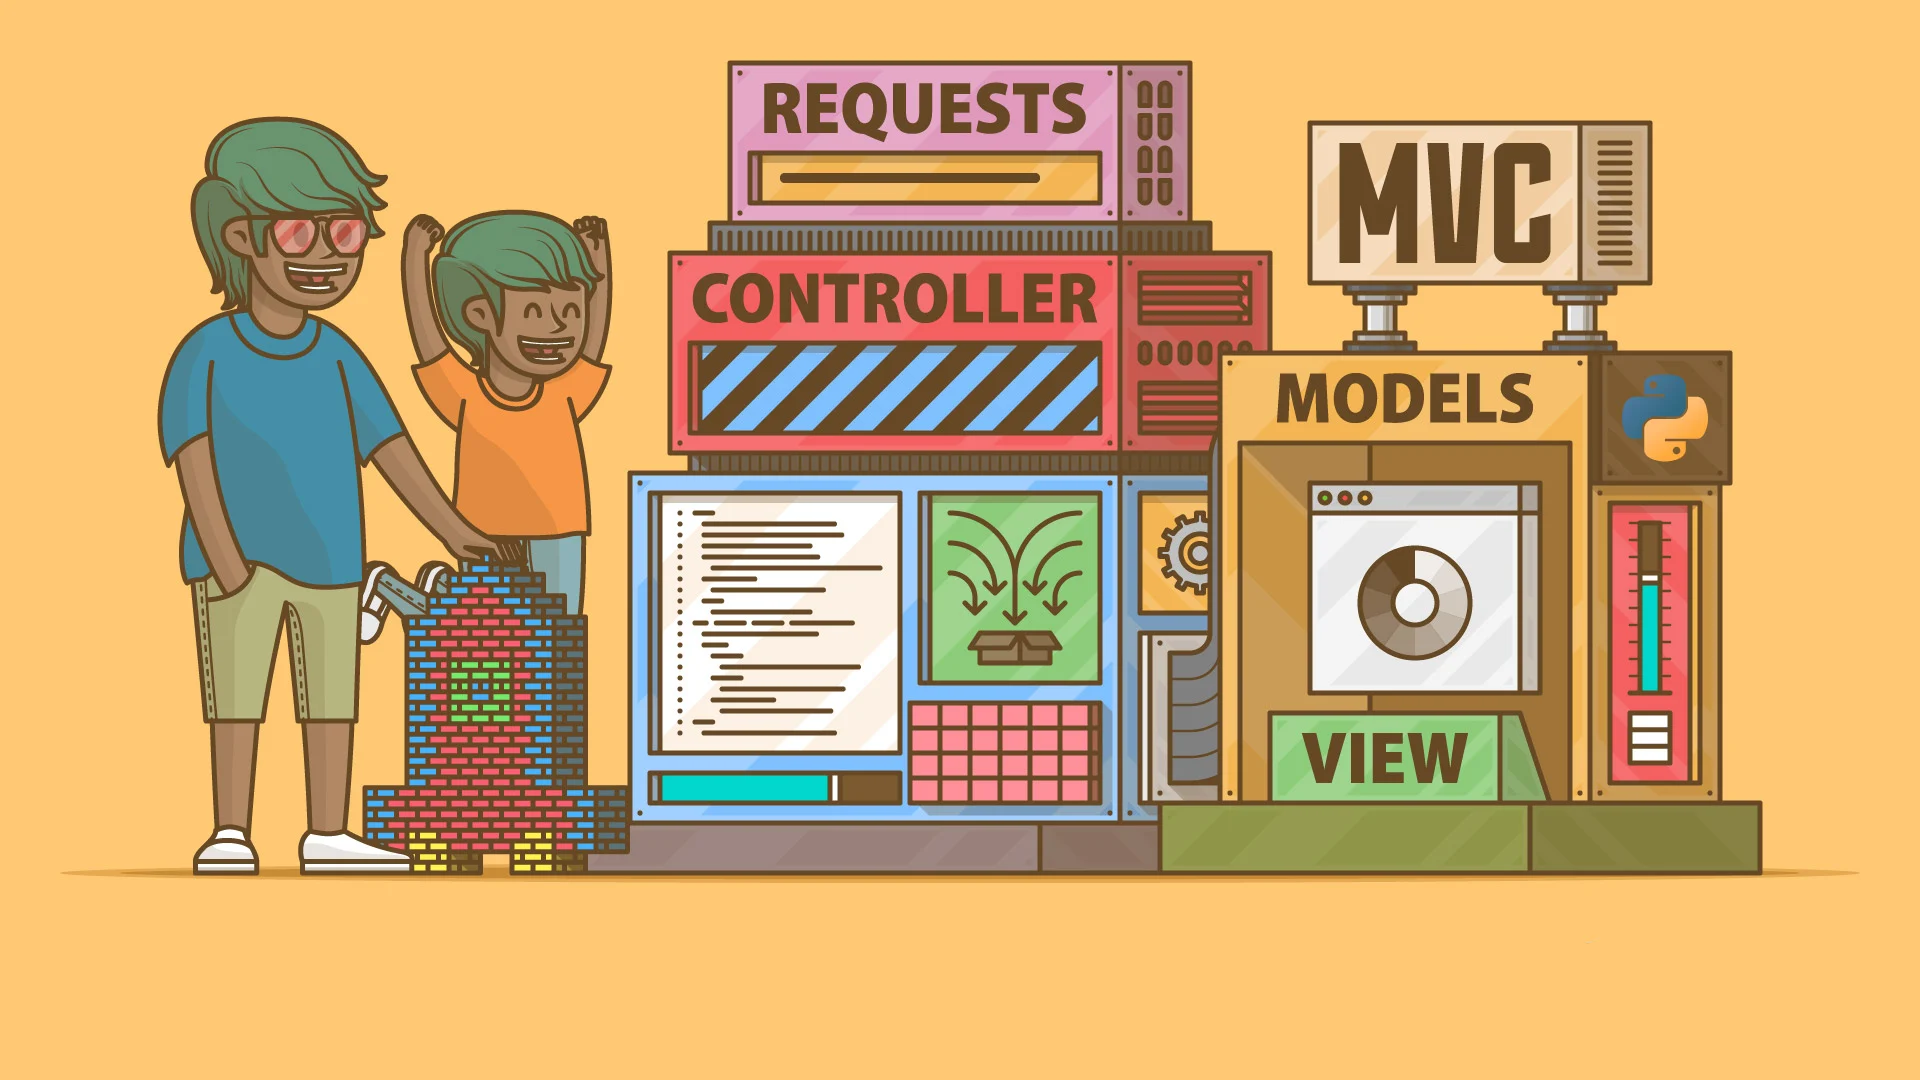 REQUESTS
CONTROLLER
MVC
MODELS
VIEW